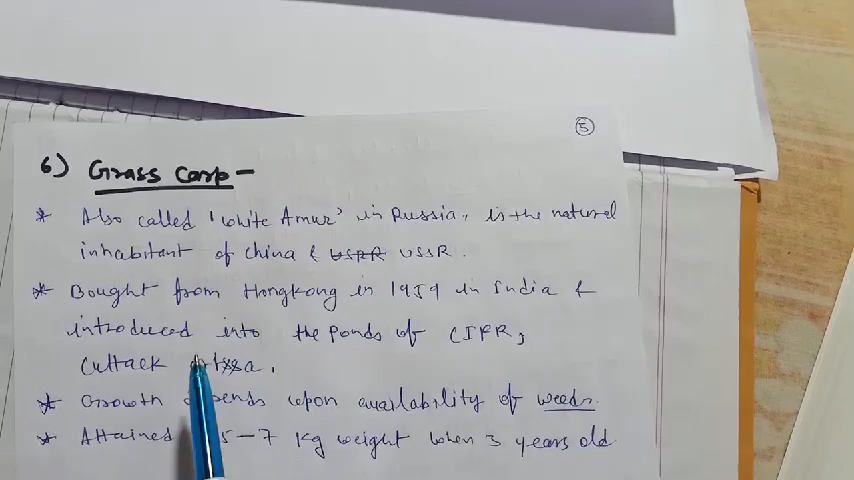 5
6) Grass Carp-
* Also called 'White Amur' in Russia, is the natural
inhabitant of China & USSR.
* Bought from Hongkong in 1959 in India &
introduced into the Ponds of CIFR,
Cuttack
* Growth upon availability of weeds.
* Attained 5-7 Kg weight when 3 years old